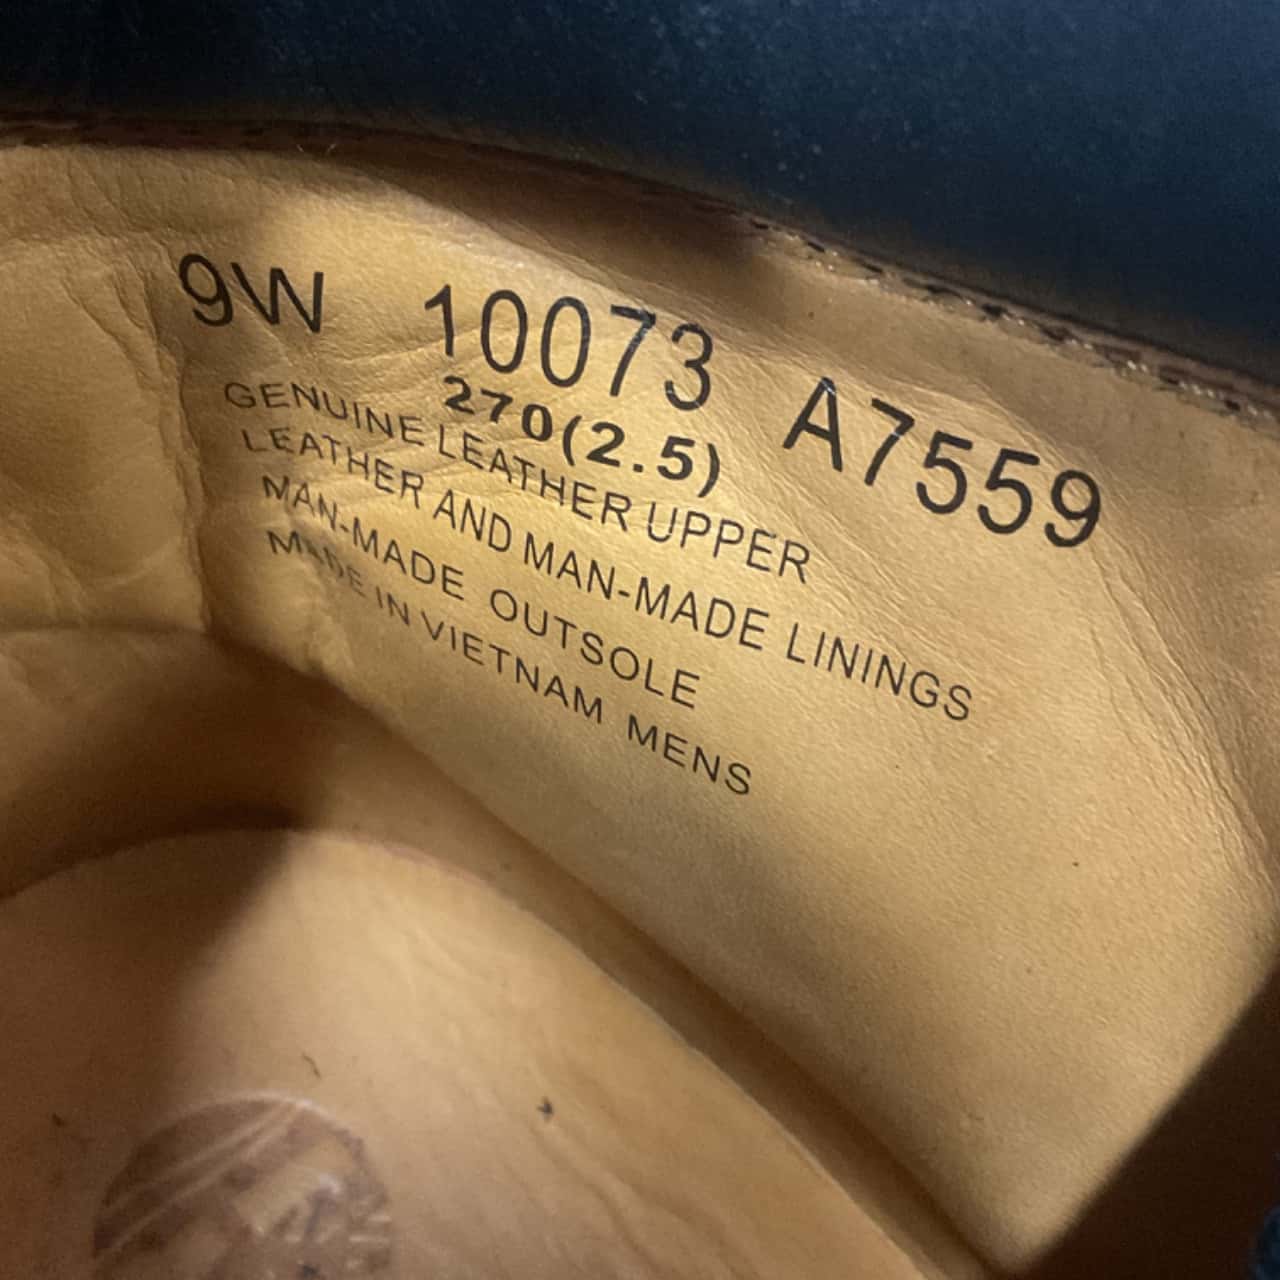 9W 10073 A7559
270(2.5)
GENUINE LEATHER UPPER
LEATHER AND MAN-MADE LININGS
MAN-MADE OUTSOLE
MADE IN VIETNAM MENS